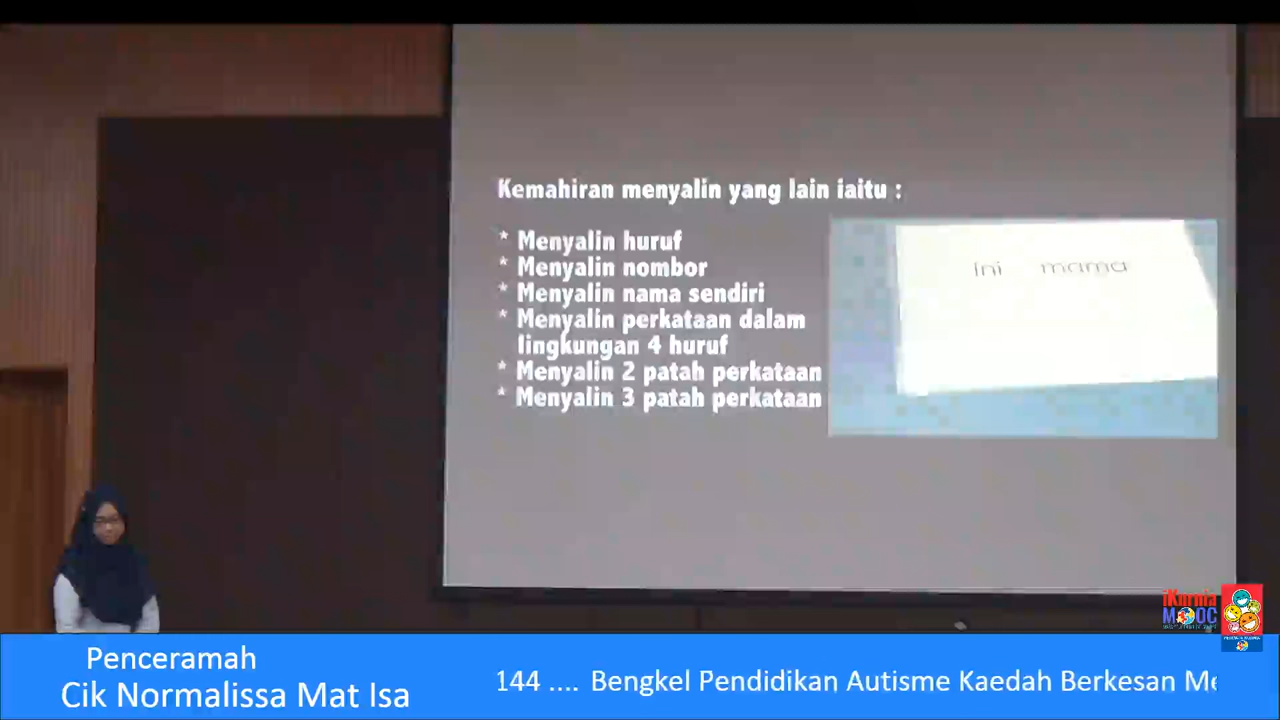 Kemahiran menyalin yang lain iaitu :
* Menyalin huruf
* Menyalin nombor
* Menyalin nama sendiri
* Menyalin perkataan dalam
lingkungan 4 huruf
* Menyalin 2 patah perkataan
* Menyalin 3 patah perkataan
Ini mama
iKurnia
MOOC
Penceramah
Cik Normalissa Mat Isa
144 .... Bengkel Pendidikan Autisme Kaedah Berkesan